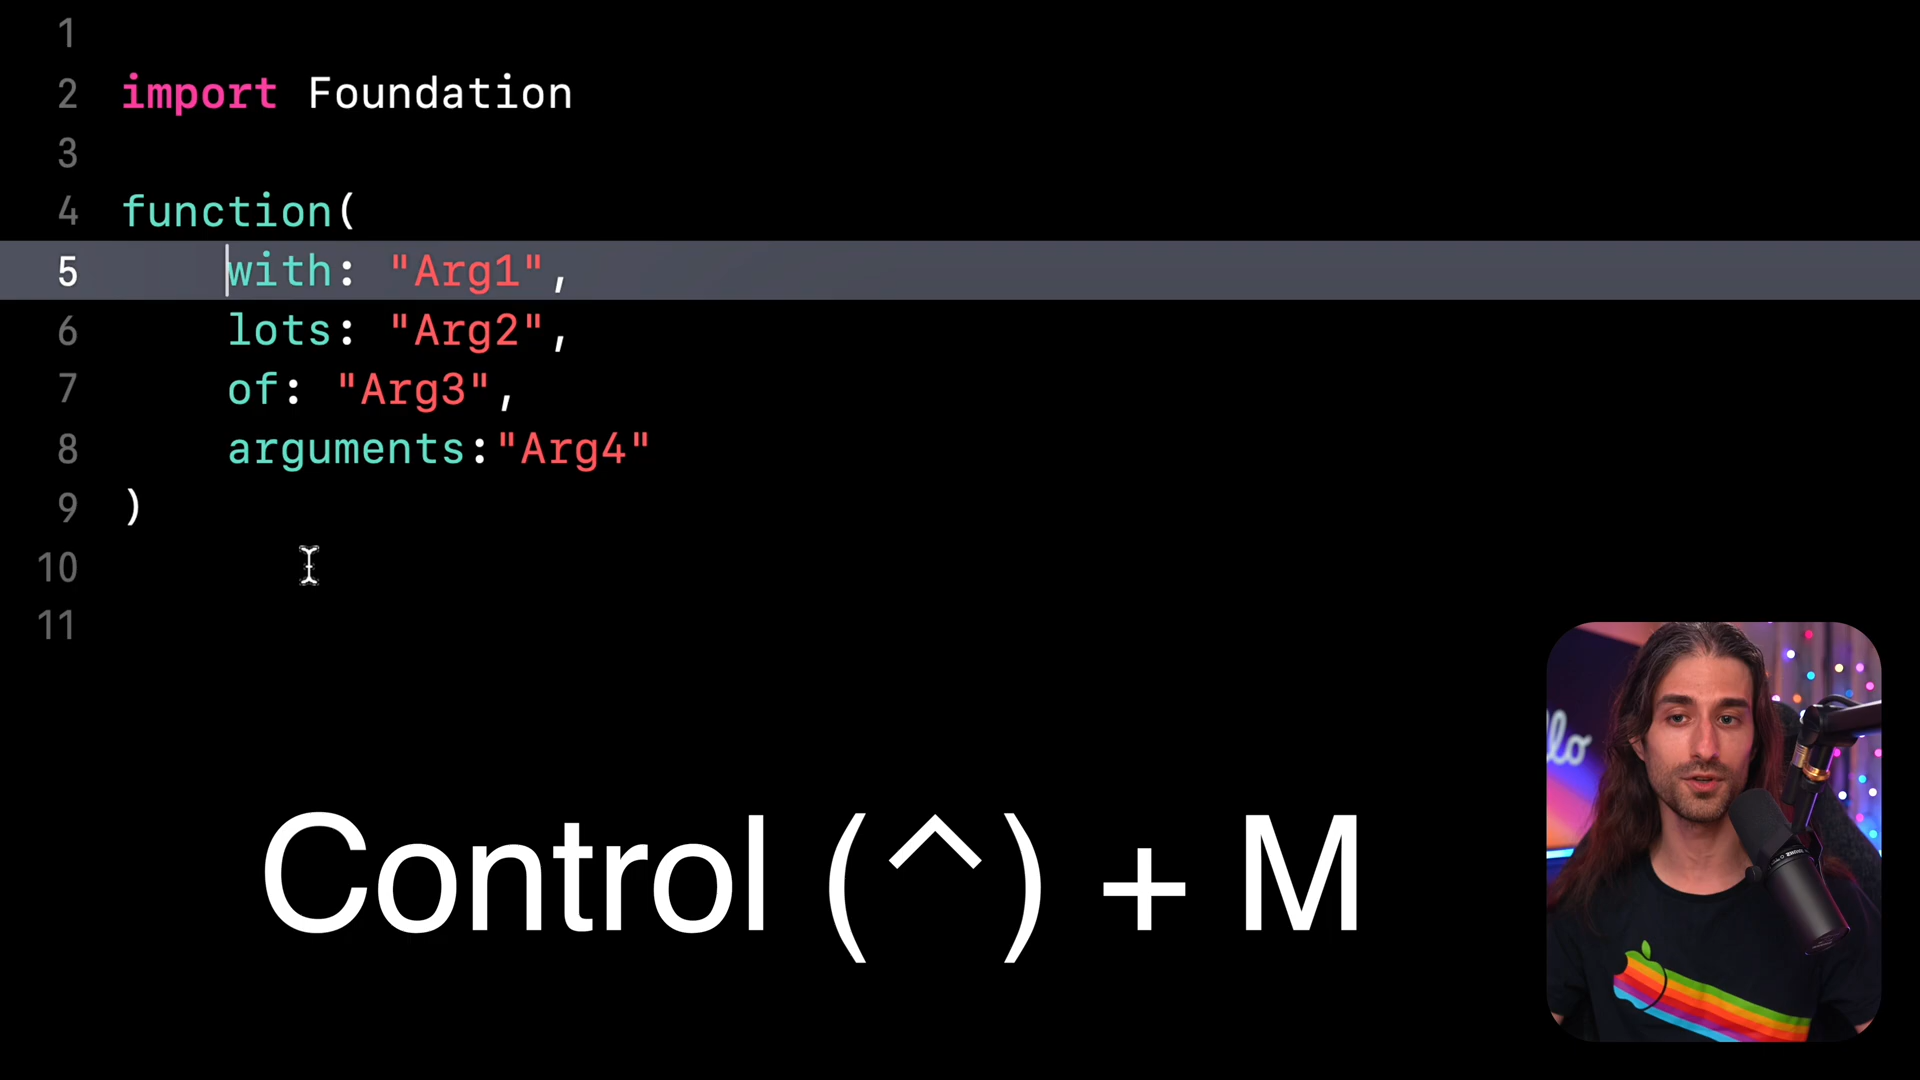 1
2 import Foundation
3
4 function(
5 with: "Arg1",
6 lots: "Arg2",
7 of: "Arg3",
8 arguments:"Arg4"
9 )
10
11
Control (^) + M
llo